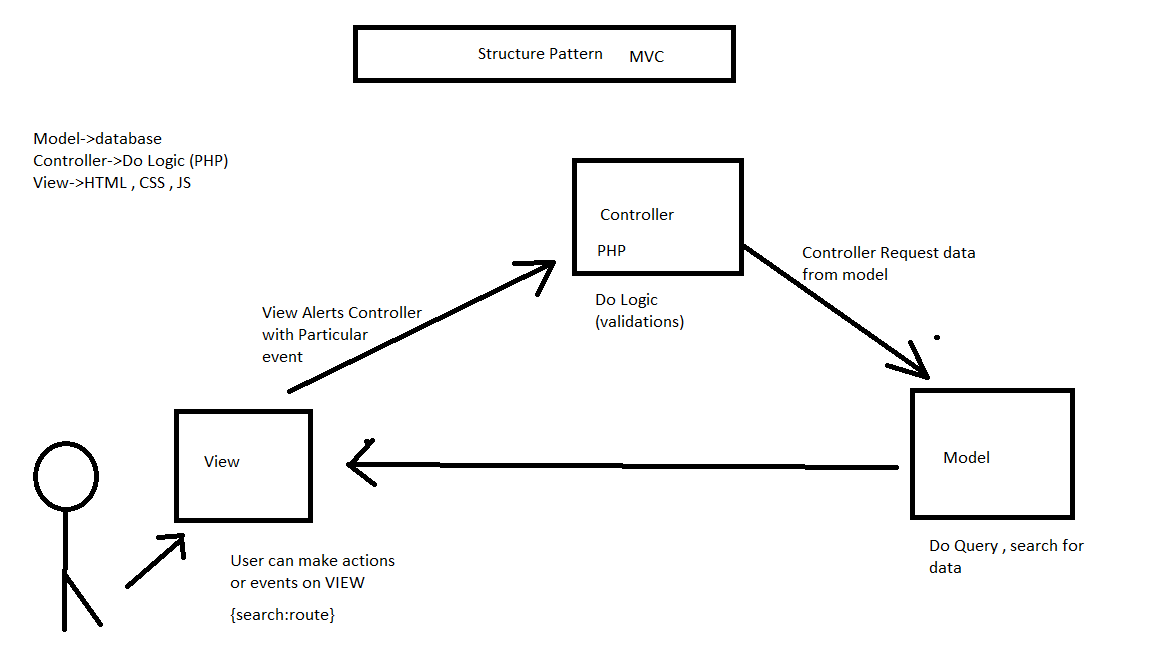 Structure Pattern MVC
Model->database
Controller->Do Logic (PHP)
View->HTML , CSS , JS
Controller
PHP
Do Logic
(validations)
Controller Request data
from model
View Alerts Controller
with Particular
event
View
Model
User can make actions
or events on VIEW
{search:route}
Do Query , search for
data